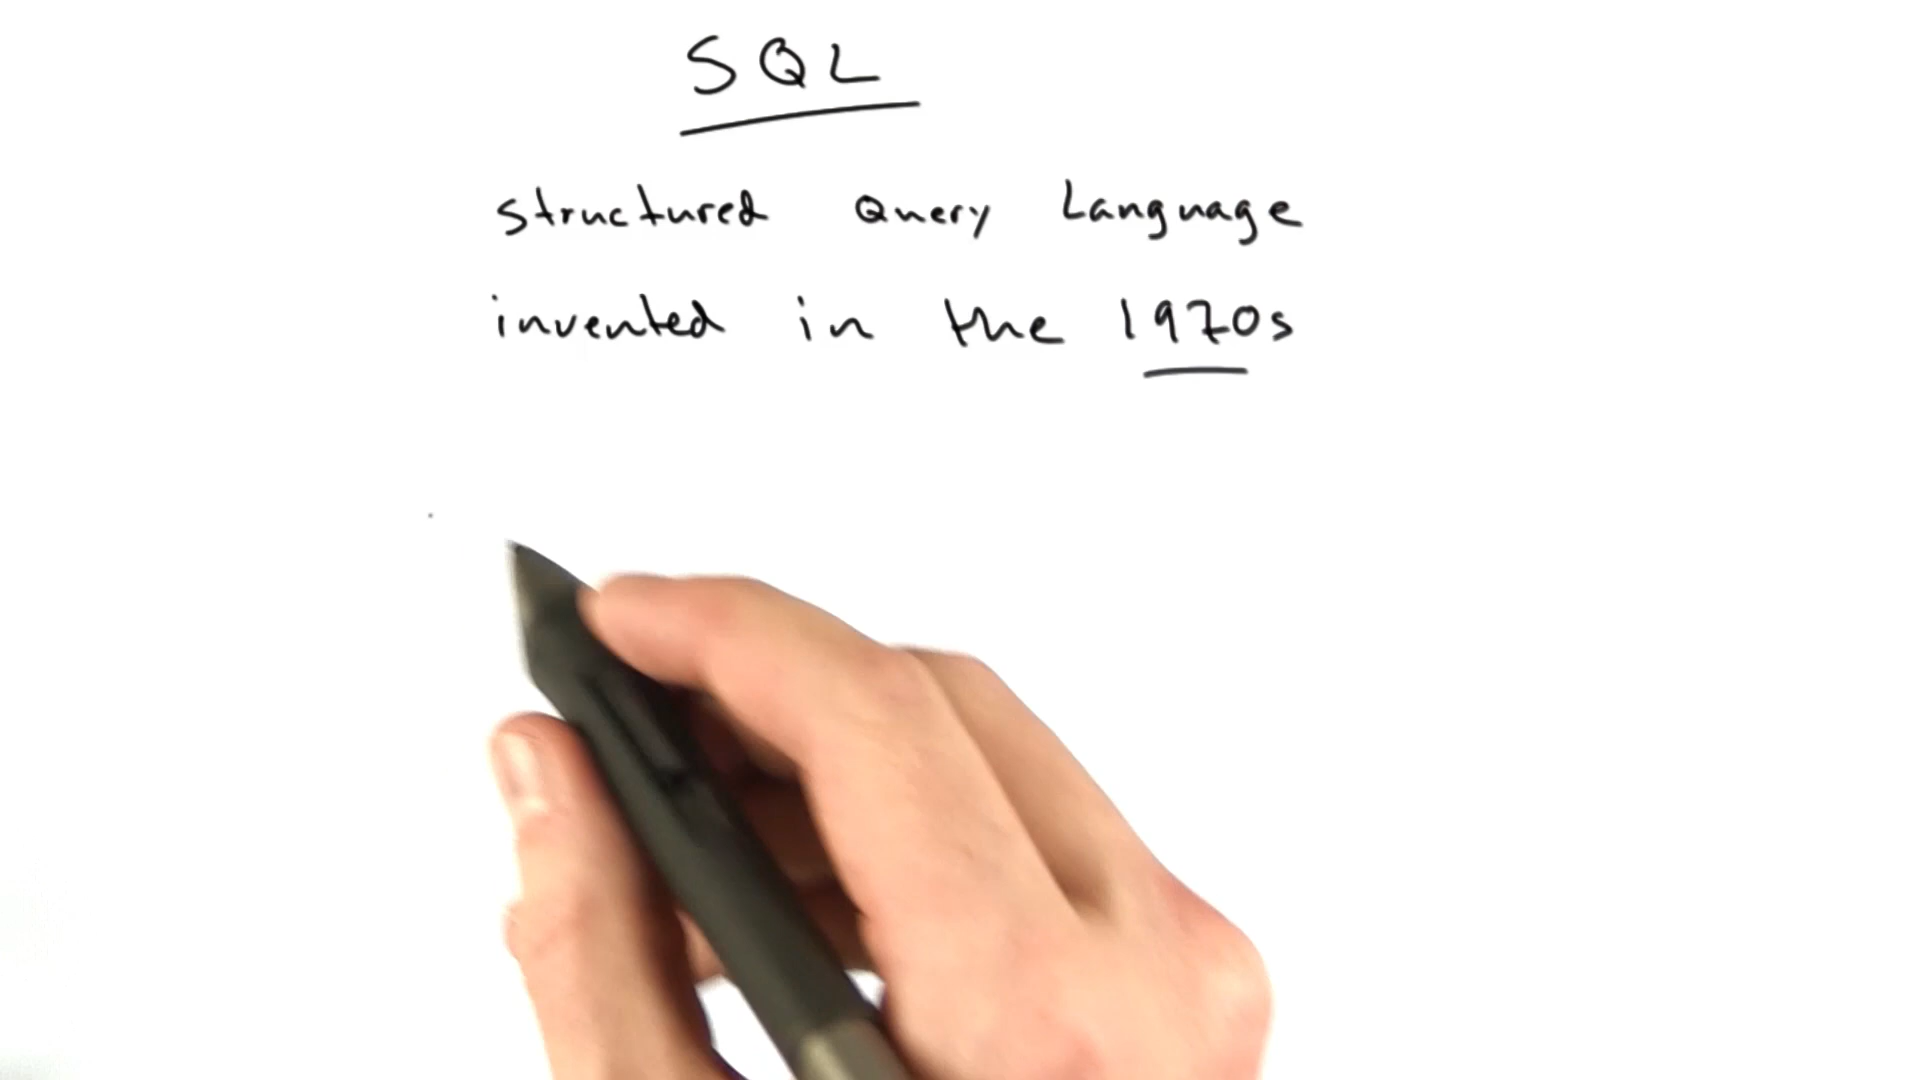 SQL
Structured Query Language
invented in the 1970s